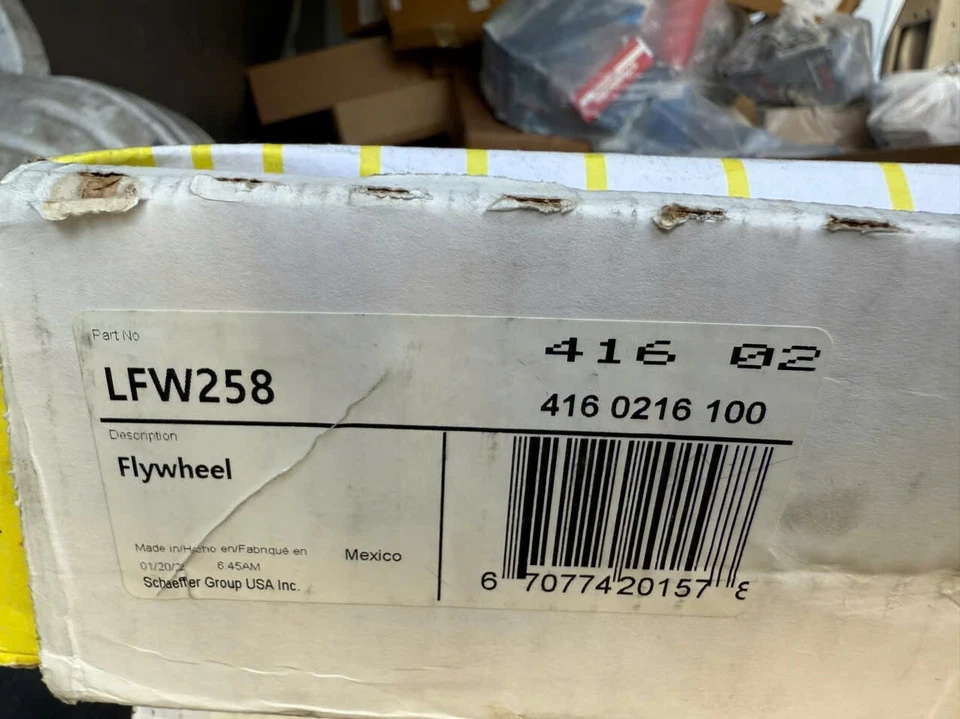 Part No
LFW258
416 02
416 0216 100
Description
Flywheel
Made in/Hecho en/Fabriqué en
Mexico
6:45AM
Schaeffler Group USA Inc.
6 70774 20157 8